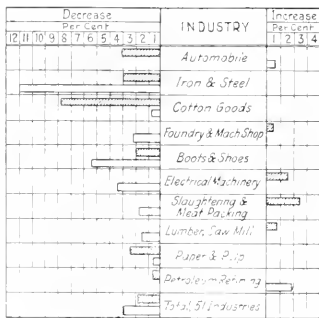 Decrease
Per Cent
12 11 10 9 8 7 6 5 4 3 2 1
INDUSTRY
Increase
Per Cent
1 2 3 4
Automobile
Iron & Steel
Cotton Goods
Foundry & Mach Shop
Boots & Shoes
Electrical Machinery
Slaughtering &
Meat Packing
Lumber, Saw Mill
Paper & Pulp
Petroleum Refining
Total, 51 Industries